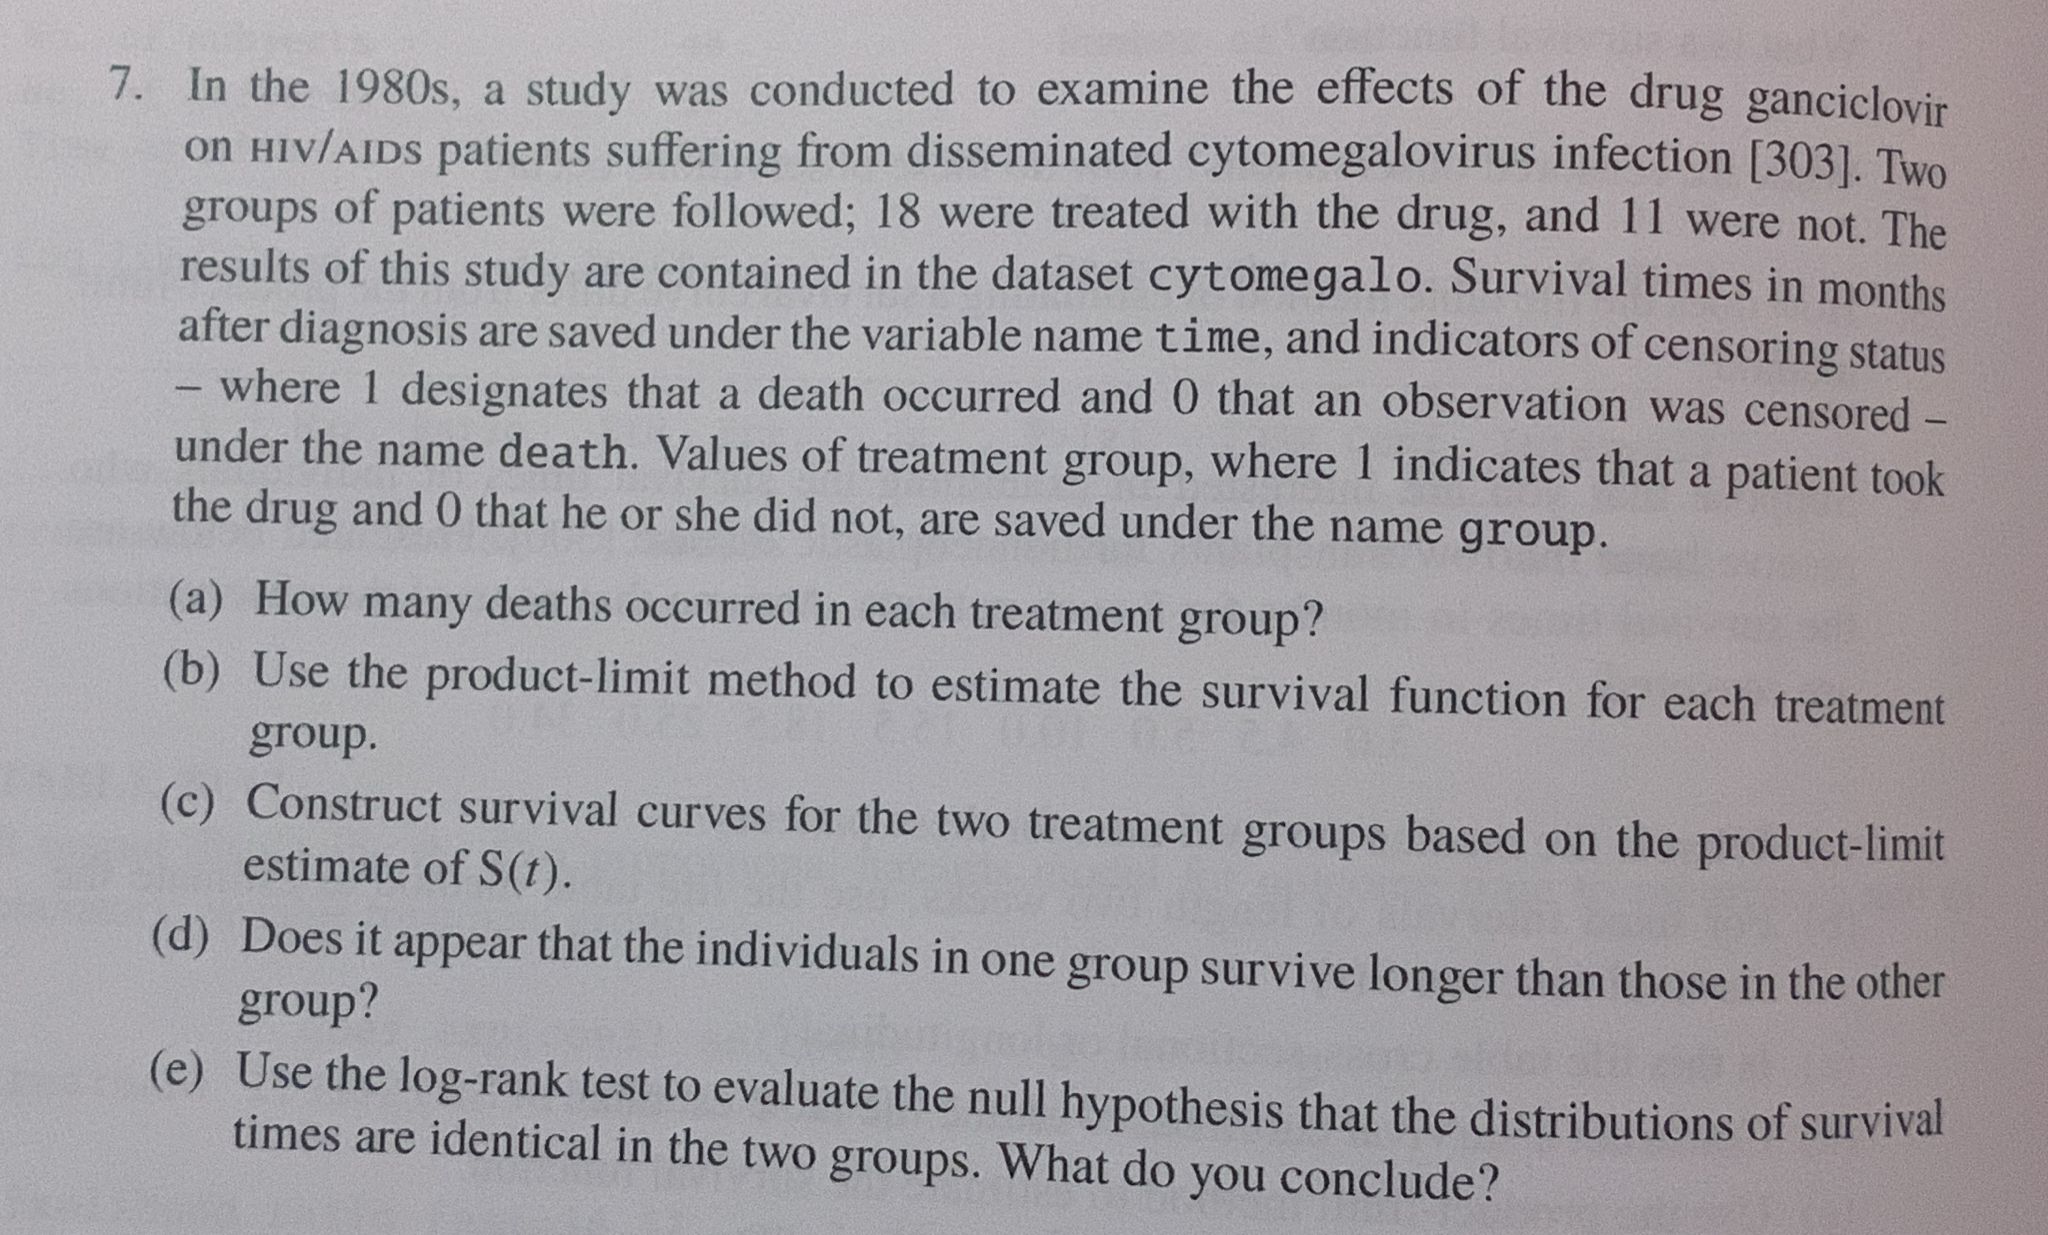 7. In the 1980s, a study was conducted to examine the effects of the drug ganciclovir
on HIV/AIDS patients suffering from disseminated cytomegalovirus infection [303]. Two
groups of patients were followed; 18 were treated with the drug, and 11 were not. The
results of this study are contained in the dataset cytomegalo. Survival times in months
after diagnosis are saved under the variable name time, and indicators of censoring status
– where 1 designates that a death occurred and 0 that an observation was censored –
under the name death. Values of treatment group, where 1 indicates that a patient took
the drug and 0 that he or she did not, are saved under the name group.
(a) How many deaths occurred in each treatment group?
(b) Use the product-limit method to estimate the survival function for each treatment
group.
(c) Construct survival curves for the two treatment groups based on the product-limit
estimate of S(t).
(d) Does it appear that the individuals in one group survive longer than those in the other
group?
(e) Use the log-rank test to evaluate the null hypothesis that the distributions of survival
times are identical in the two groups. What do you conclude?